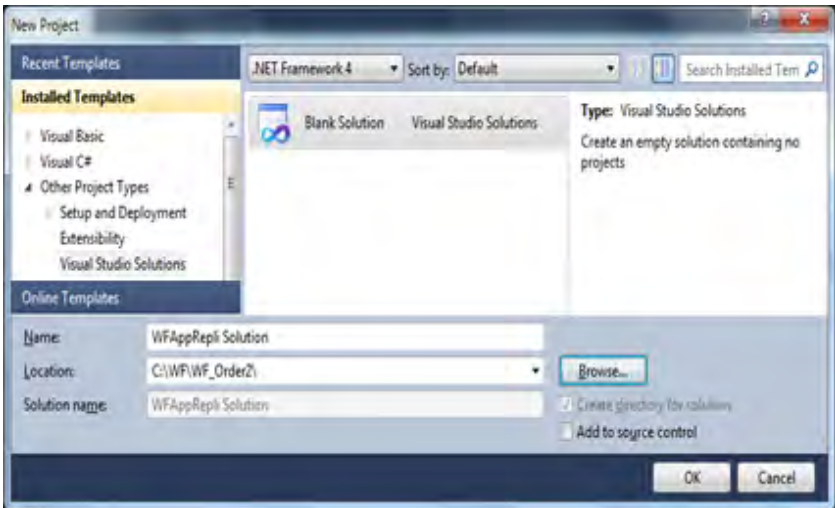 New Project
Recent Templates
.NET Framework 4 Sort by: Default Search Installed Tem
Installed Templates
Visual Basic
Visual C#
Other Project Types
Setup and Deployment
Extensibility
Visual Studio Solutions
Online Templates
Blank Solution Visual Studio Solutions
Type: Visual Studio Solutions
Create an empty solution containing no
projects
Name: WFAppRepli Solution
Location: C:\WF\WF_Order2\ Browse...
Solution name: WFAppRepli Solution Create directory for solution
Add to source control
OK Cancel